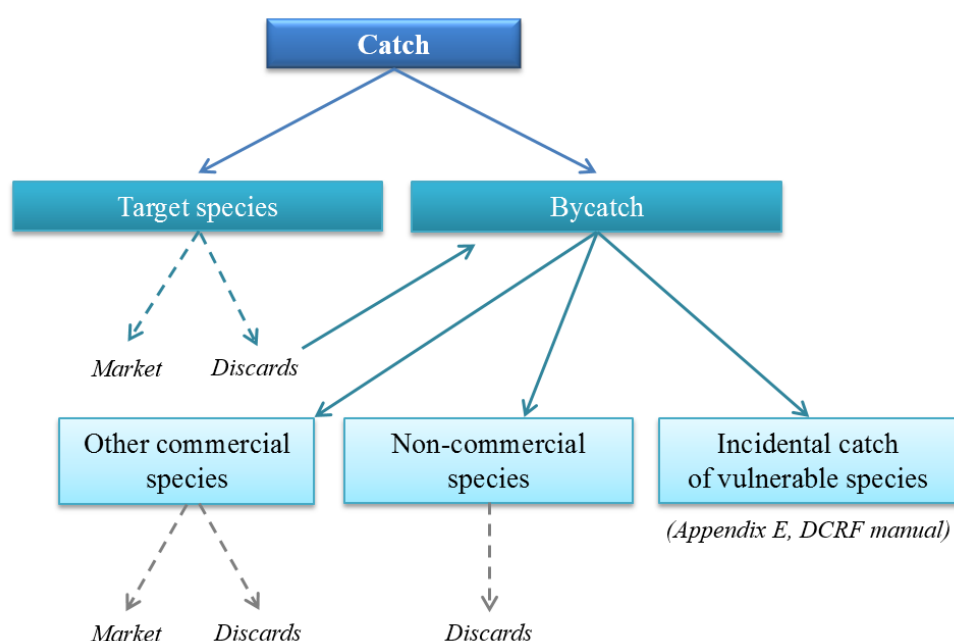 Catch
Target species
Bycatch
Market
Discards
Other commercial
species
Non-commercial
species
Incidental catch
of vulnerable species
(Appendix E, DCRF manual)
Market
Discards
Discards